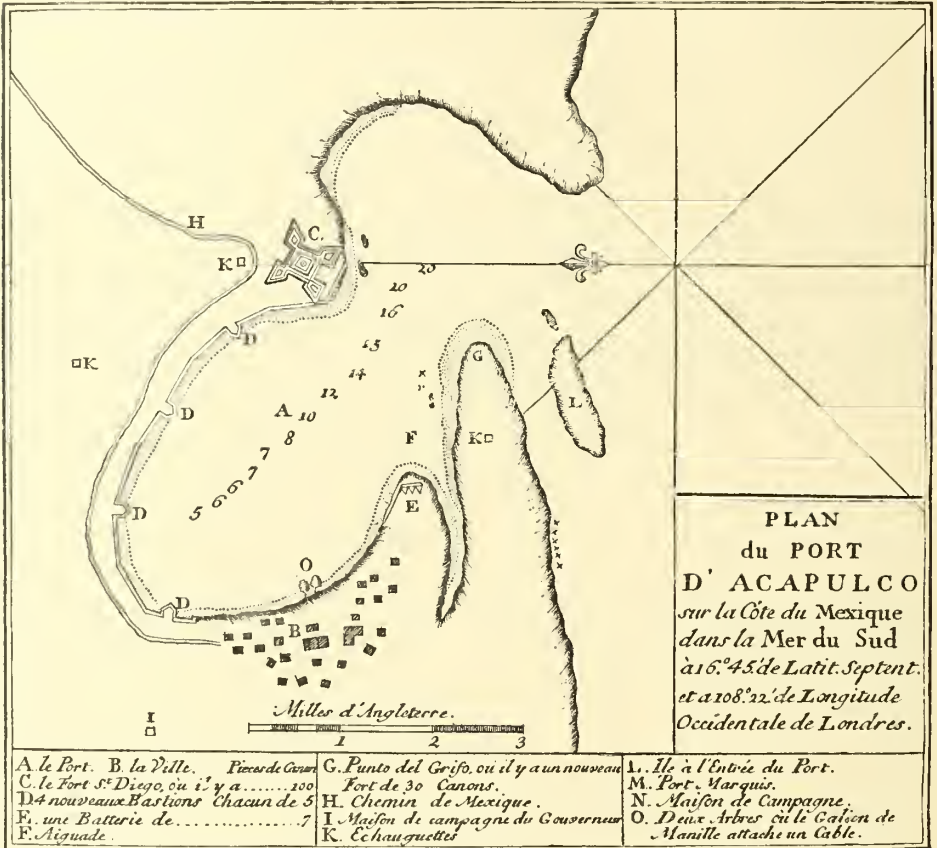 H
C.
K
K
D
D
D
D
20
20
16
15
14
12
10
8
7
7
6
6
5
A
G
L
F
K
E
O
B
I
PLAN
du PORT
D'ACAPULCO
sur la Côte du Mexique
dans la Mer du Sud
à 16.° 45.' de Latit. Septent.
et a 108.° 22.' de Longitude
Occidentale de Londres.
Milles d'Angleterre.
1 2 3
A. le Port. B. la Ville. Pieces de Canon
C. le Fort S.t Diego, ou il y a ...... 100
D 4 nouveaux Bastions chacun de 5
E. une Batterie de .................. 7
F. Aiguade.
G. Punto del Grifo, où il y a un nouveau
Fort de 30 Canons.
H. Chemin de Mexique.
I Maison de campagne du Gouverneur
K. Echauguettes
L. Ile à l'Entrée du Port.
M. Port Marquis.
N. Maison de Campagne.
O. Deux Arbres où le Galion de
Manille attache un Cable.